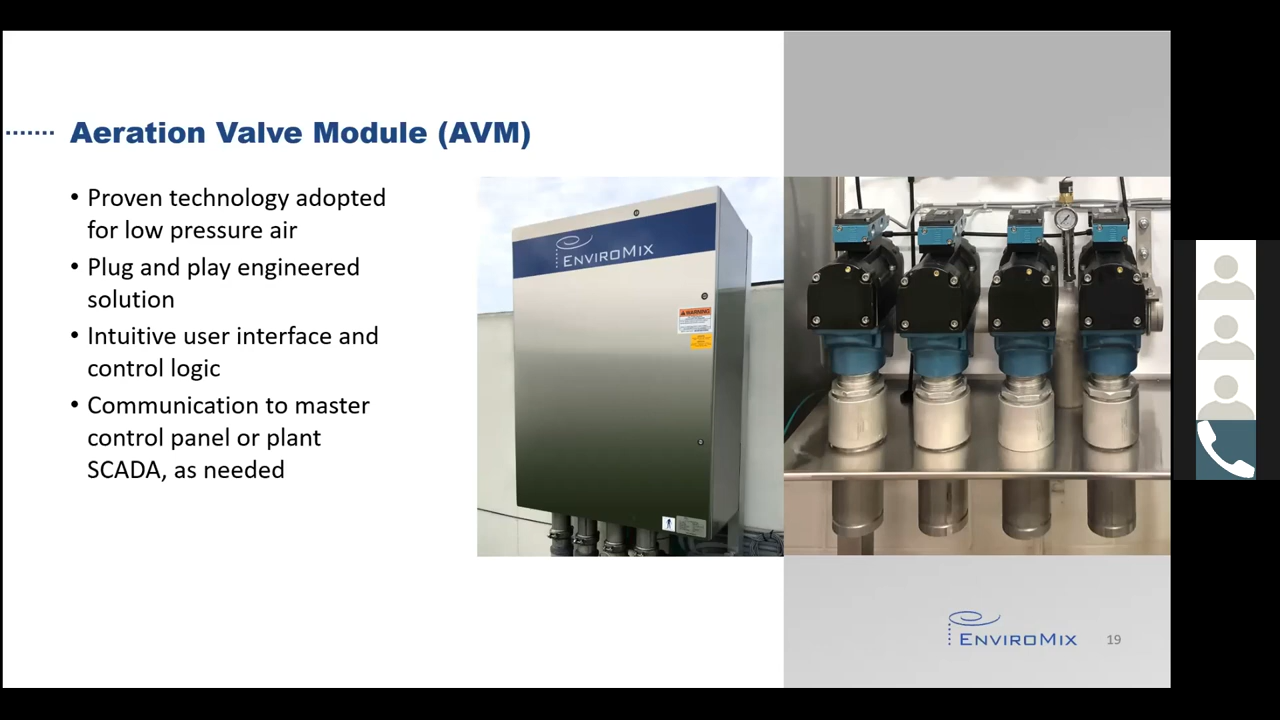 Aeration Valve Module (AVM)
• Proven technology adopted
for low pressure air
• Plug and play engineered
solution
• Intuitive user interface and
control logic
• Communication to master
control panel or plant
SCADA, as needed
ENVIROMIX
WARNING
ENVIROMIX
19